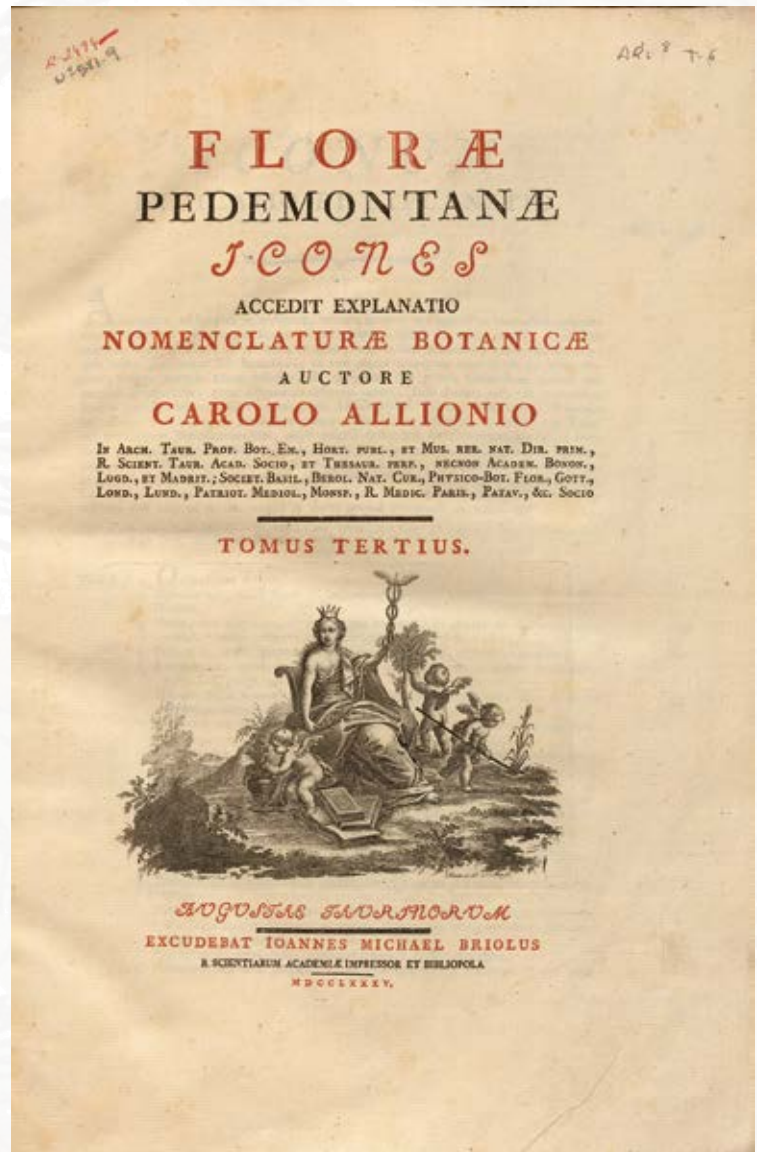 FLORÆ
PEDEMONTANÆ
ICONES
ACCEDIT EXPLANATIO
NOMENCLATURÆ BOTANICÆ
AUCTORE
CAROLO ALLIONIO
In Arch. Taur. Prof. Bot. Em., Hort. publ., et Mus. rer. nat. Dir. prim.,
R. Scient. Taur. Acad. Socio, et Thesaur. perp., necnon Academ. Bonon.,
Lugd., et Madrit.; Societ. Basil., Berol. Nat. Cur., Physico-Bot. Flor., Gott.,
Lond., Lund., Patriot. Mediol., Monsp., R. Medic. Paris., Patav., &c. Socio
TOMUS TERTIUS.
AUGUSTAE TAURINORUM
EXCUDEBAT IOANNES MICHAEL BRIOLUS
R. SCIENTIARUM ACADEMIÆ IMPRESSOR ET BIBLIOPOLA
MDCCLXXXV.